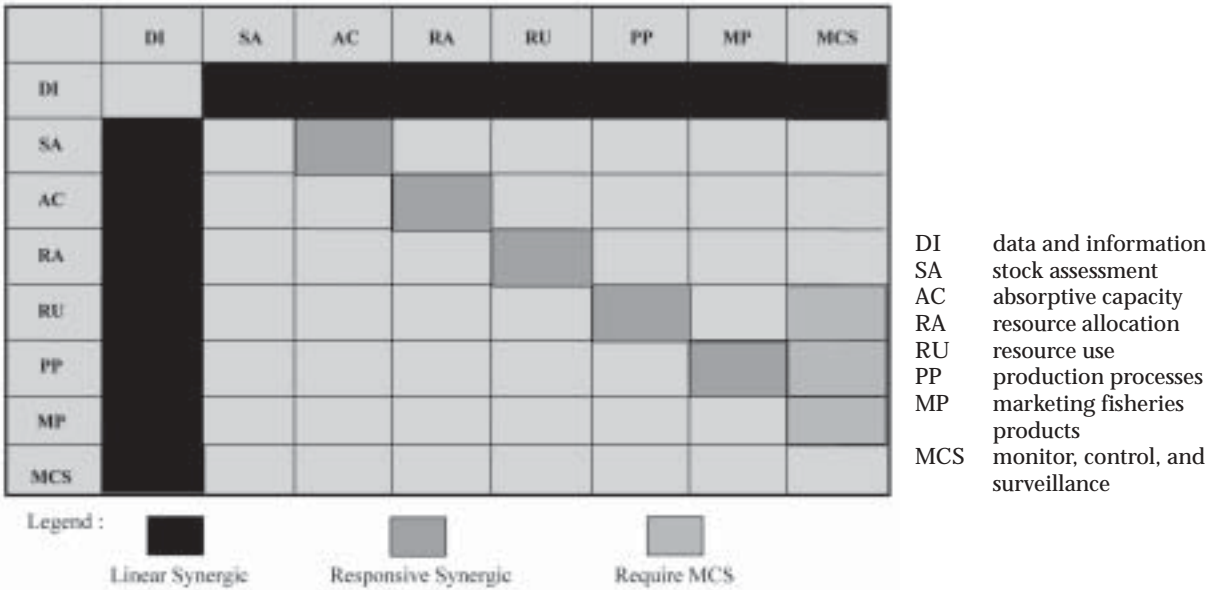 DI SA AC RA RU PP MP MCS
DI
SA
AC
RA
RU
PP
MP
MCS
DI data and information
SA stock assessment
AC absorptive capacity
RA resource allocation
RU resource use
PP production processes
MP marketing fisheries
products
MCS monitor, control, and
surveillance
Legend :
Linear Synergic Responsive Synergic Require MCS